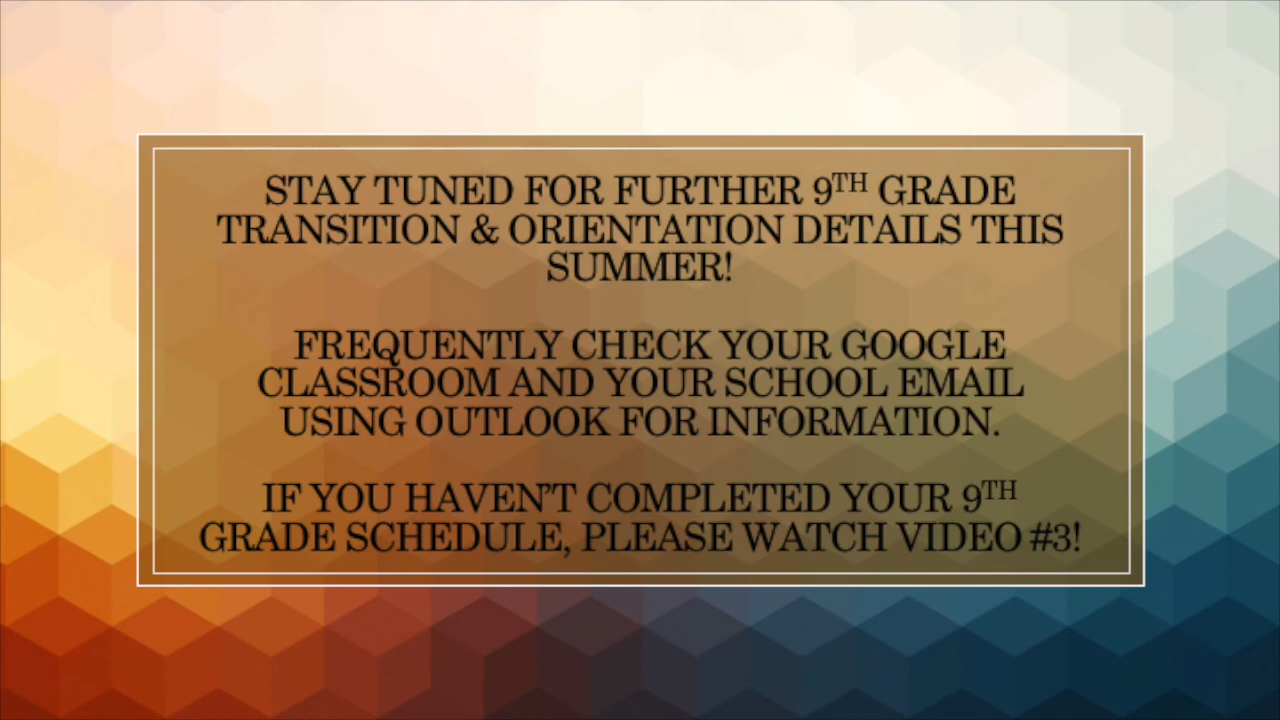 STAY TUNED FOR FURTHER 9TH GRADE
TRANSITION & ORIENTATION DETAILS THIS
SUMMER!
FREQUENTLY CHECK YOUR GOOGLE
CLASSROOM AND YOUR SCHOOL EMAIL
USING OUTLOOK FOR INFORMATION.
IF YOU HAVEN’T COMPLETED YOUR 9TH
GRADE SCHEDULE, PLEASE WATCH VIDEO #3!